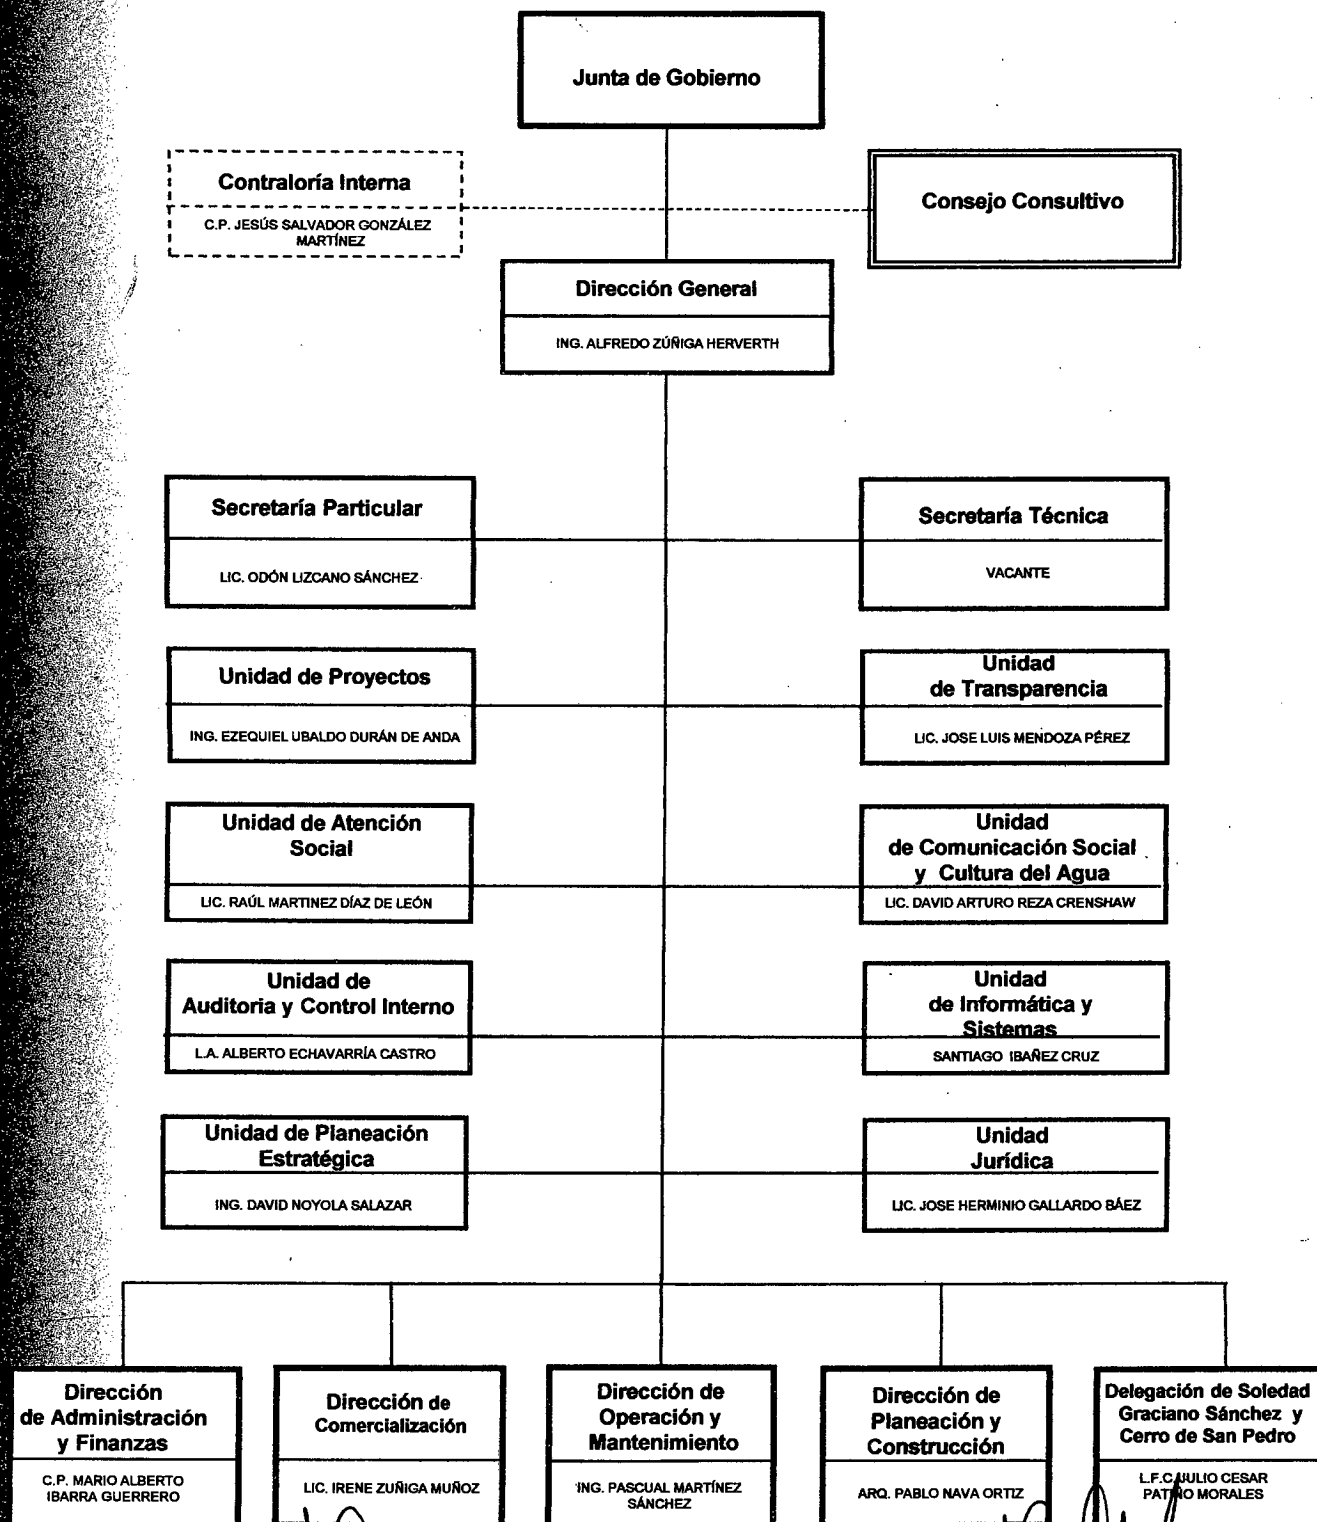 Junta de Gobierno
Contraloría Interna
C.P. JESÚS SALVADOR GONZÁLEZ
MARTÍNEZ
Consejo Consultivo
Dirección General
ING. ALFREDO ZÚÑIGA HERVERTH
Secretaría Particular
LIC. ODÓN LIZCANO SÁNCHEZ
Secretaría Técnica
VACANTE
Unidad de Proyectos
ING. EZEQUIEL UBALDO DURÁN DE ANDA
Unidad
de Transparencia
LIC. JOSE LUIS MENDOZA PÉREZ
Unidad de Atención
Social
LIC. RAÚL MARTINEZ DÍAZ DE LEÓN
Unidad
de Comunicación Social
y Cultura del Agua
LIC. DAVID ARTURO REZA CRENSHAW
Unidad de
Auditoria y Control Interno
L.A. ALBERTO ECHAVARRÍA CASTRO
Unidad
de Informática y
Sistemas
SANTIAGO IBAÑEZ CRUZ
Unidad de Planeación
Estratégica
ING. DAVID NOYOLA SALAZAR
Unidad
Jurídica
LIC. JOSE HERMINIO GALLARDO BÁEZ
Dirección
de Administración
y Finanzas
C.P. MARIO ALBERTO
IBARRA GUERRERO
Dirección de
Comercialización
LIC. IRENE ZUÑIGA MUÑOZ
Dirección de
Operación y
Mantenimiento
ING. PASCUAL MARTÍNEZ
SÁNCHEZ
Dirección de
Planeación y
Construcción
ARQ. PABLO NAVA ORTIZ
Delegación de Soledad
Graciano Sánchez y
Cerro de San Pedro
L.F.C. JULIO CESAR
PATIÑO MORALES